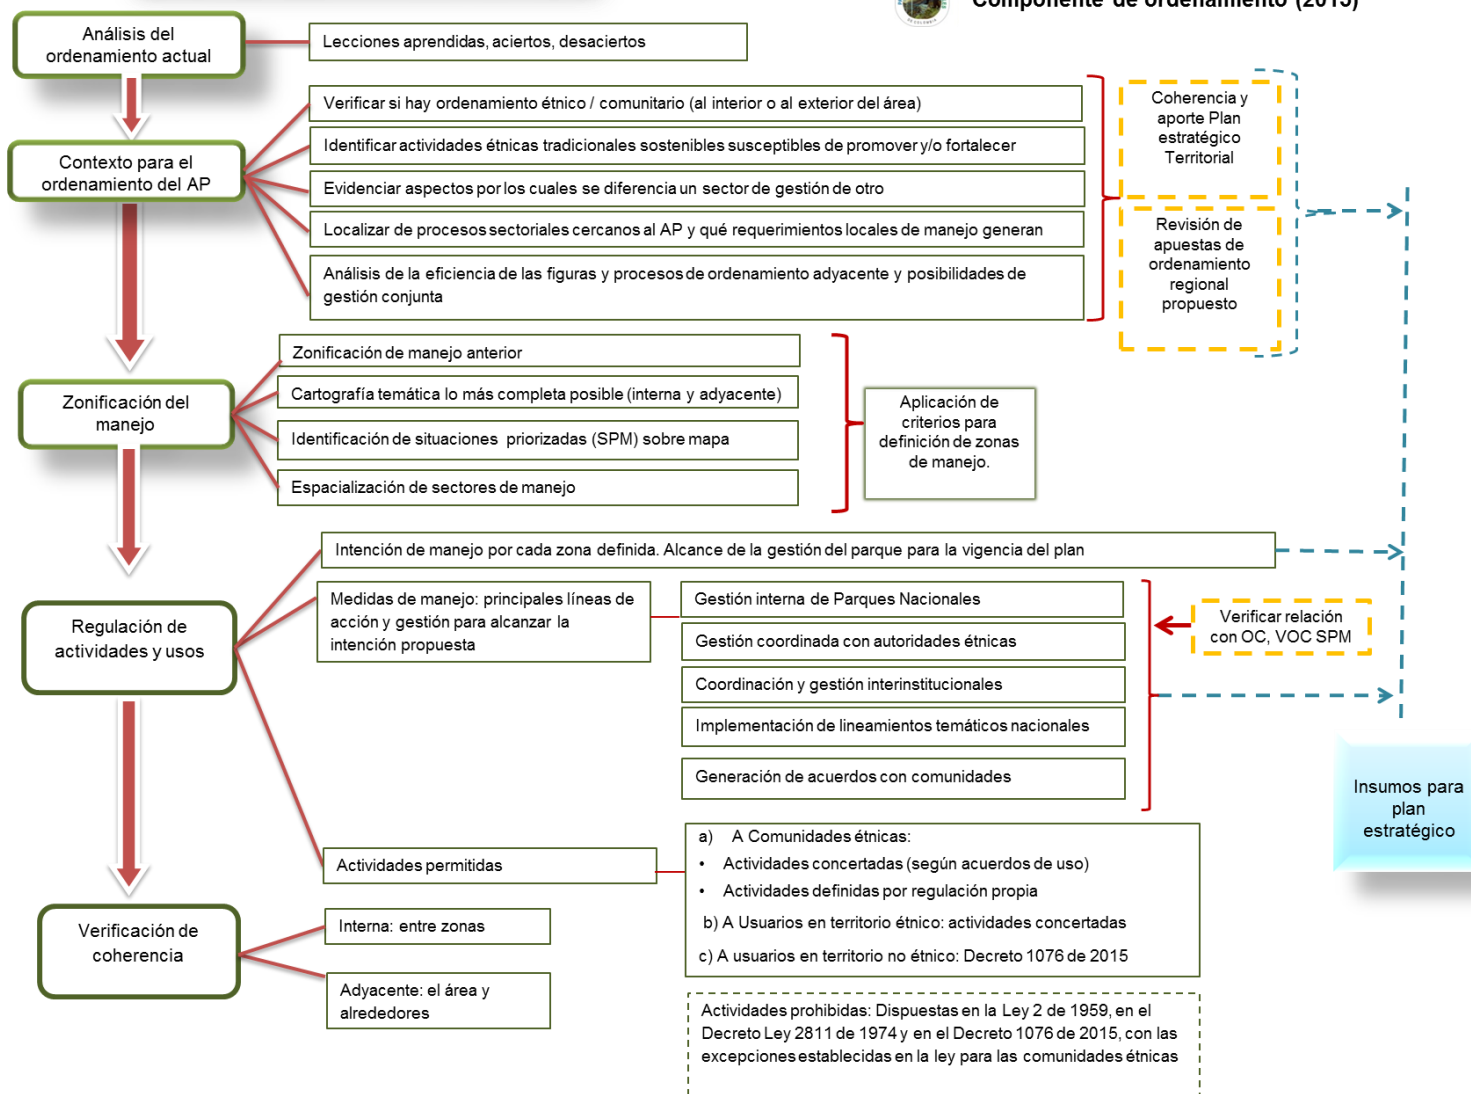 Componente de ordenamiento (2015)
DE COLOMBIA
Análisis del
ordenamiento actual
Lecciones aprendidas, aciertos, desaciertos
Contexto para el
ordenamiento del AP
Verificar si hay ordenamiento étnico / comunitario (al interior o al exterior del área)
Identificar actividades étnicas tradicionales sostenibles susceptibles de promover y/o fortalecer
Evidenciar aspectos por los cuales se diferencia un sector de gestión de otro
Localizar de procesos sectoriales cercanos al AP y qué requerimientos locales de manejo generan
Análisis de la eficiencia de las figuras y procesos de ordenamiento adyacente y posibilidades de
gestión conjunta
Coherencia y
aporte Plan
estratégico
Territorial
Revisión de
apuestas de
ordenamiento
regional
propuesto
Zonificación del
manejo
Zonificación de manejo anterior
Cartografía temática lo más completa posible (interna y adyacente)
Identificación de situaciones priorizadas (SPM) sobre mapa
Espacialización de sectores de manejo
Aplicación de
criterios para
definición de zonas
de manejo.
Regulación de
actividades y usos
Intención de manejo por cada zona definida. Alcance de la gestión del parque para la vigencia del plan
Medidas de manejo: principales líneas de
acción y gestión para alcanzar la
intención propuesta
Gestión interna de Parques Nacionales
Gestión coordinada con autoridades étnicas
Coordinación y gestión interinstitucionales
Implementación de lineamientos temáticos nacionales
Generación de acuerdos con comunidades
Verificar relación
con OC, VOC SPM
Insumos para
plan
estratégico
Actividades permitidas
a) A Comunidades étnicas:
• Actividades concertadas (según acuerdos de uso)
• Actividades definidas por regulación propia
b) A Usuarios en territorio étnico: actividades concertadas
c) A usuarios en territorio no étnico: Decreto 1076 de 2015
Verificación de
coherencia
Interna: entre zonas
Adyacente: el área y
alrededores
Actividades prohibidas: Dispuestas en la Ley 2 de 1959, en el
Decreto Ley 2811 de 1974 y en el Decreto 1076 de 2015, con las
excepciones establecidas en la ley para las comunidades étnicas